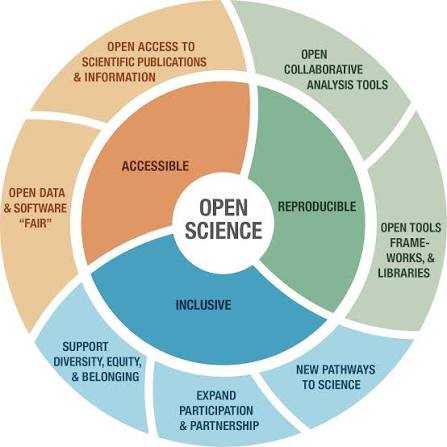 OPEN ACCESS TO
SCIENTIFIC PUBLICATIONS
& INFORMATION
OPEN
COLLABORATIVE
ANALYSIS TOOLS
ACCESSIBLE
OPEN DATA
& SOFTWARE
“FAIR”
OPEN
SCIENCE
REPRODUCIBLE
OPEN TOOLS
FRAME-
WORKS, &
LIBRARIES
INCLUSIVE
SUPPORT
DIVERSITY, EQUITY,
& BELONGING
EXPAND
PARTICIPATION
& PARTNERSHIP
NEW PATHWAYS
TO SCIENCE